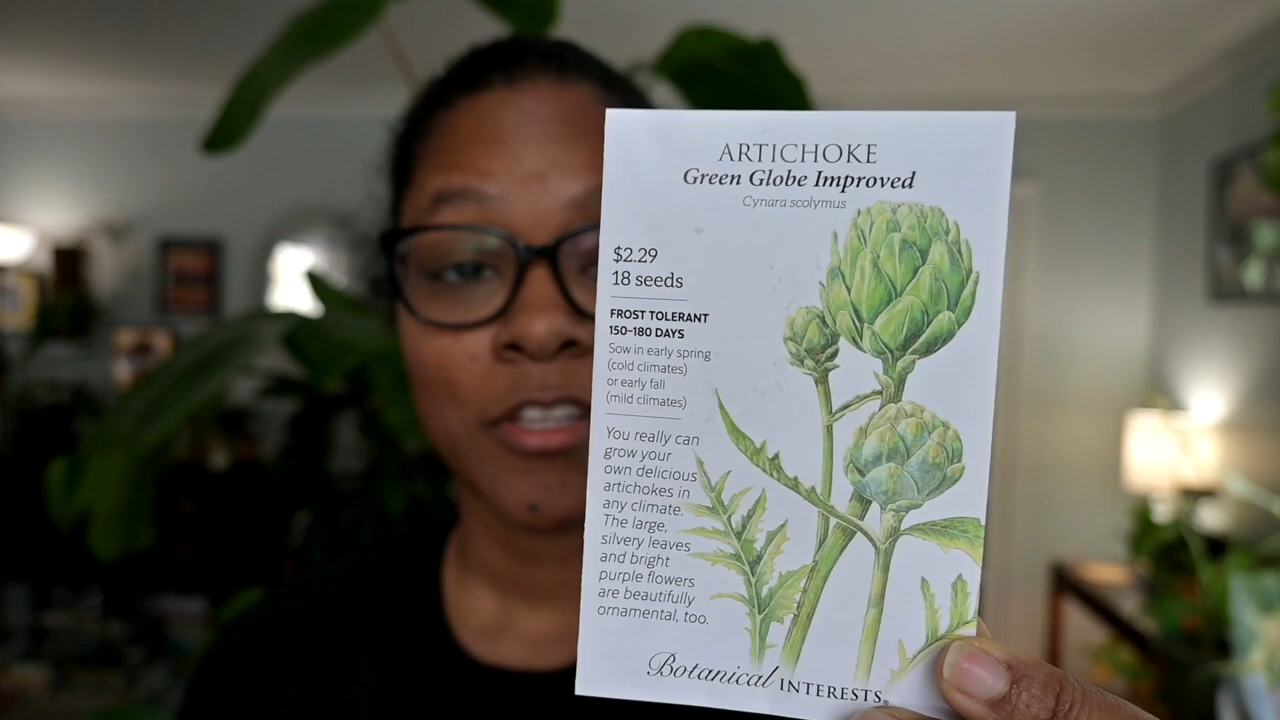 ARTICHOKE
Green Globe Improved
Cynara scolymus
$2.29
18 seeds
FROST TOLERANT
150-180 DAYS
Sow in early spring
(cold climates)
or early fall
(mild climates)
You really can
grow your
own delicious
artichokes in
any climate.
The large,
silvery leaves
and bright
purple flowers
are beautifully
ornamental, too.
Botanical INTERESTS®